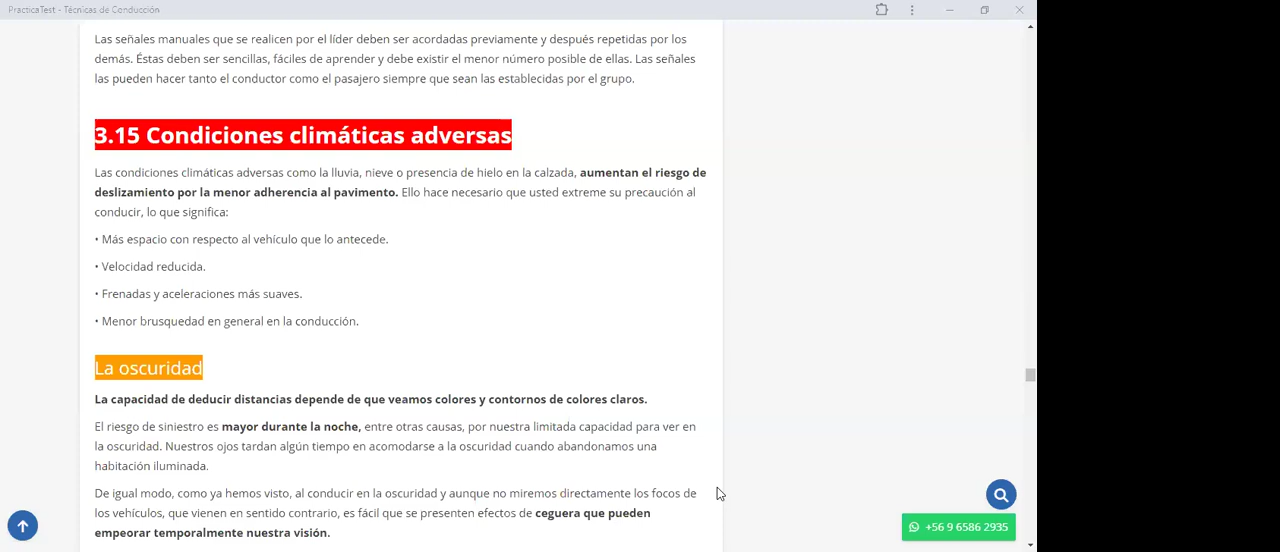 PracticaTest - Técnicas de Conducción
Las señales manuales que se realicen por el líder deben ser acordadas previamente y después repetidas por los
demás. Éstas deben ser sencillas, fáciles de aprender y debe existir el menor número posible de ellas. Las señales
las pueden hacer tanto el conductor como el pasajero siempre que sean las establecidas por el grupo.
3.15 Condiciones climáticas adversas
Las condiciones climáticas adversas como la lluvia, nieve o presencia de hielo en la calzada, aumentan el riesgo de
deslizamiento por la menor adherencia al pavimento. Ello hace necesario que usted extreme su precaución al
conducir, lo que significa:
• Más espacio con respecto al vehículo que lo antecede.
• Velocidad reducida.
• Frenadas y aceleraciones más suaves.
• Menor brusquedad en general en la conducción.
La oscuridad
La capacidad de deducir distancias depende de que veamos colores y contornos de colores claros.
El riesgo de siniestro es mayor durante la noche, entre otras causas, por nuestra limitada capacidad para ver en
la oscuridad. Nuestros ojos tardan algún tiempo en acomodarse a la oscuridad cuando abandonamos una
habitación iluminada.
De igual modo, como ya hemos visto, al conducir en la oscuridad y aunque no miremos directamente los focos de
los vehículos, que vienen en sentido contrario, es fácil que se presenten efectos de ceguera que pueden
empeorar temporalmente nuestra visión.
+56 9 6586 2935